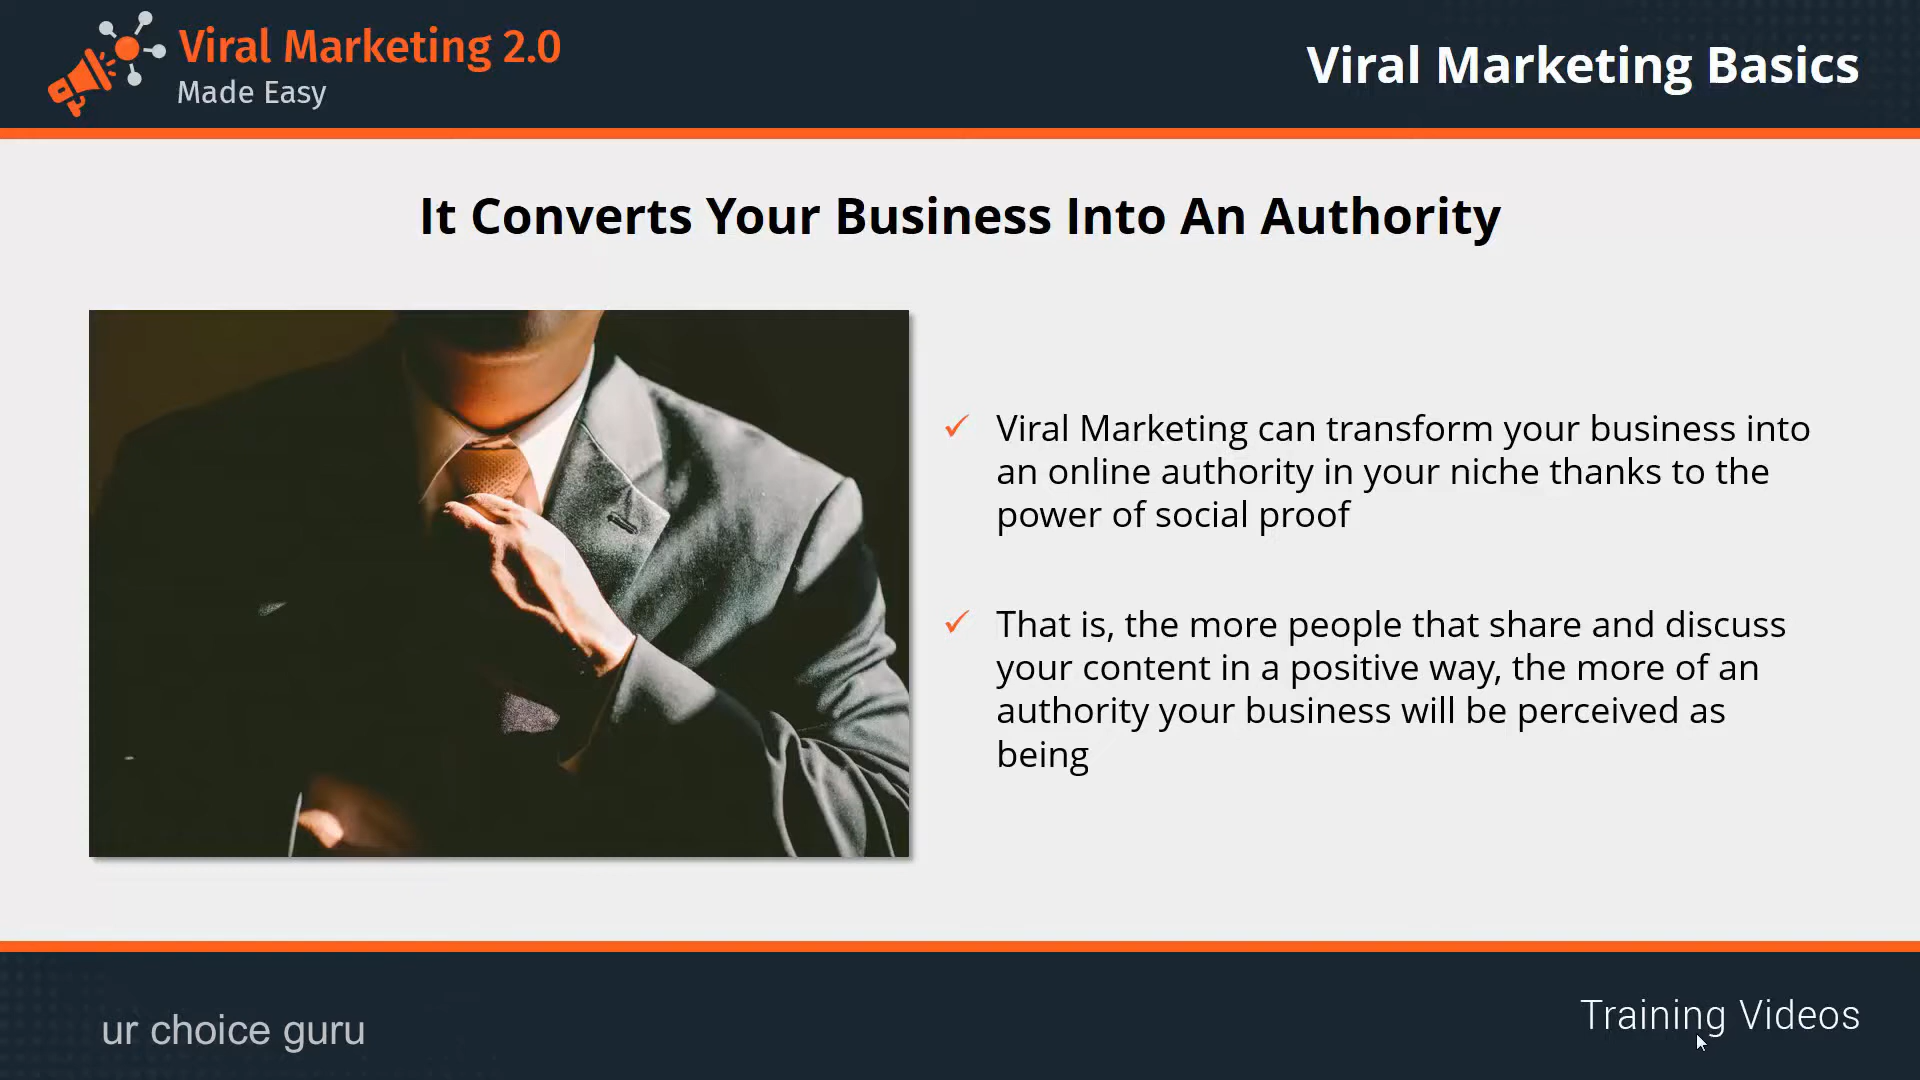 Viral Marketing 2.0
Made Easy
Viral Marketing Basics
It Converts Your Business Into An Authority
✓ Viral Marketing can transform your business into
an online authority in your niche thanks to the
power of social proof
✓ That is, the more people that share and discuss
your content in a positive way, the more of an
authority your business will be perceived as
being
ur choice guru
Training Videos